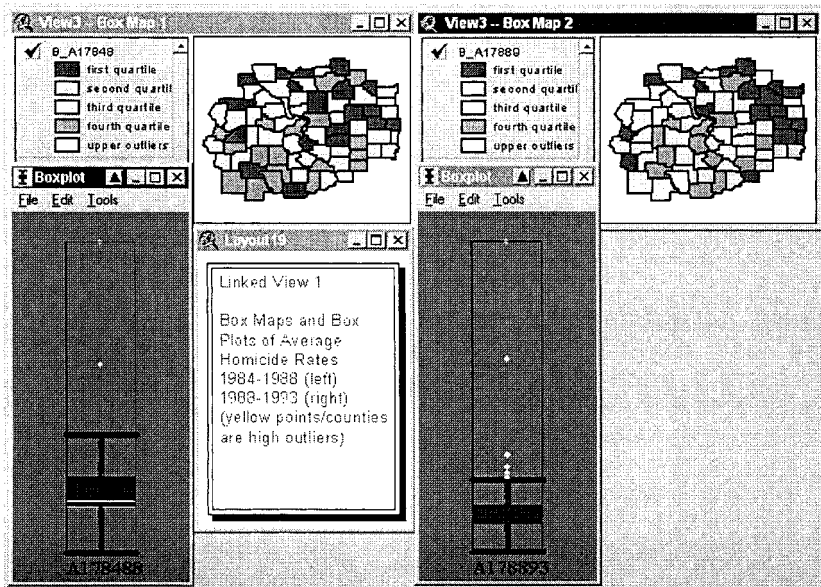 View3 -- Box Map 1
B_A17848
first quartile
second quartil
third quartile
fourth quartile
upper outliers
Boxplot
File Edit Tools
A178488
Layout19
Linked View 1
Box Maps and Box
Plots of Average
Homicide Rates
1984-1988 (left)
1988-1993 (right)
(yellow points/counties
are high outliers)
View3 -- Box Map 2
B_A17889
first quartile
second quartil
third quartile
fourth quartile
upper outliers
Boxplot
File Edit Tools
A178893